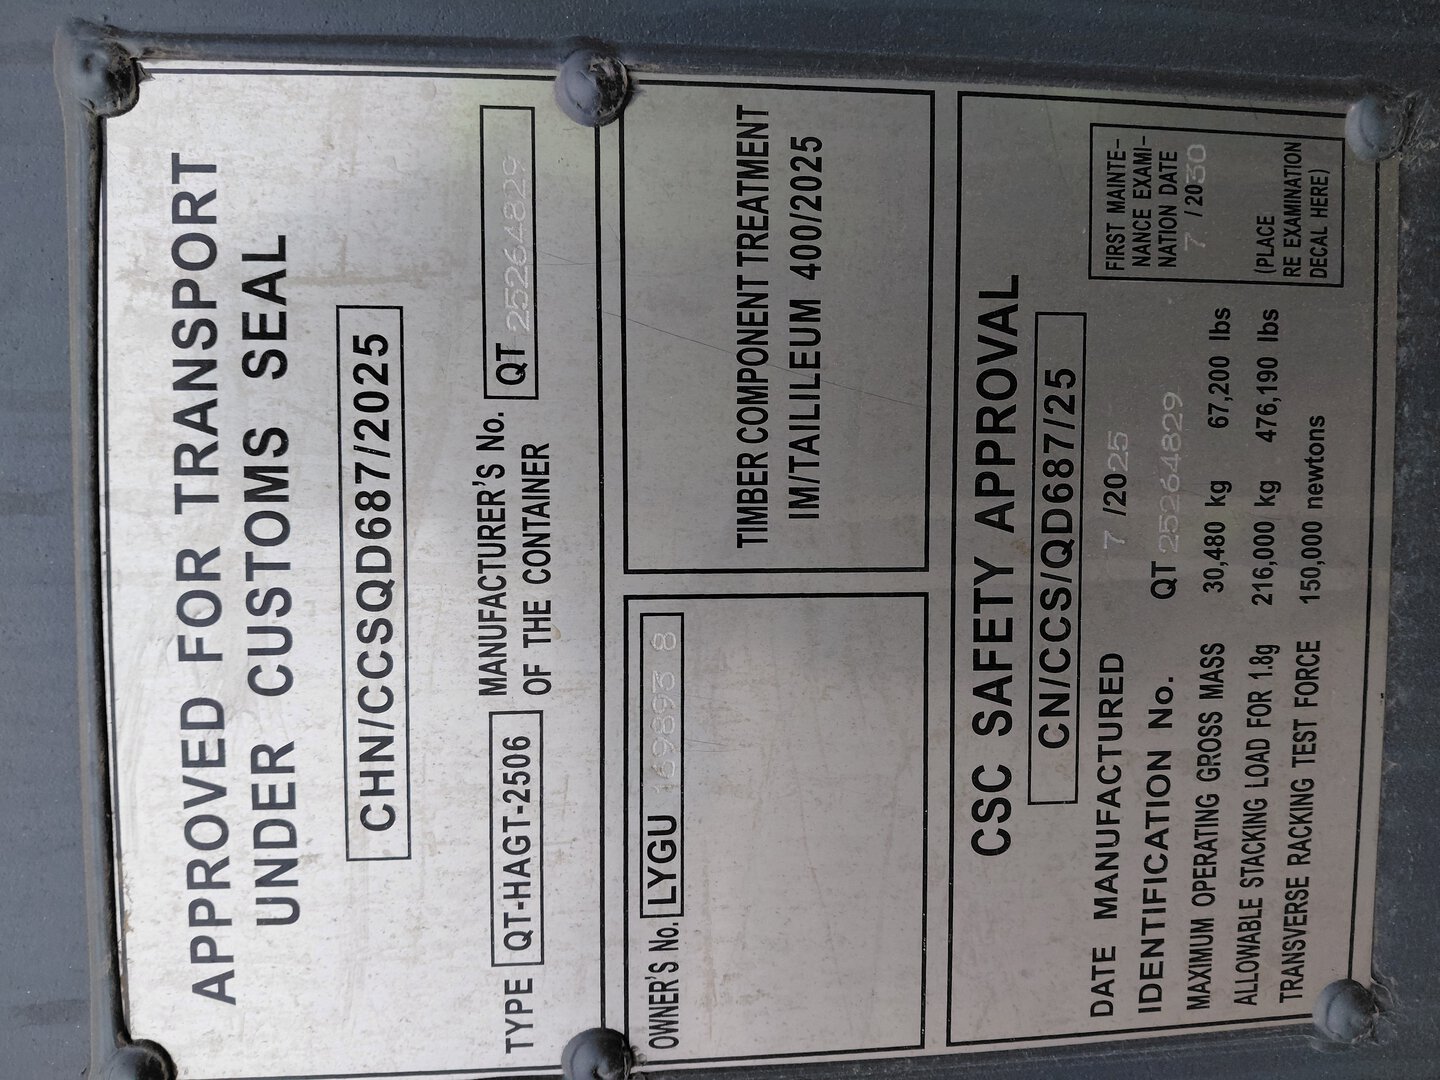 APPROVED FOR TRANSPORT
UNDER CUSTOMS SEAL
CHN/CCSQD687/2025
TYPE QT-HAGT-2506 MANUFACTURER'S No. OF THE CONTAINER QT 25264829
OWNER'S No. LYGU 169893 8
TIMBER COMPONENT TREATMENT
IM/TAILILEUM 400/2025
CSC SAFETY APPROVAL
CN/CCS/QD687/25
DATE MANUFACTURED 7 /2025
IDENTIFICATION No. QT 25264829
MAXIMUM OPERATING GROSS MASS 30,480 kg 67,200 lbs
ALLOWABLE STACKING LOAD FOR 1.8g 216,000 kg 476,190 lbs
TRANSVERSE RACKING TEST FORCE 150,000 newtons
FIRST MAINTE-
NANCE EXAMI-
NATION DATE
7 / 2030
(PLACE
RE EXAMINATION
DECAL HERE)